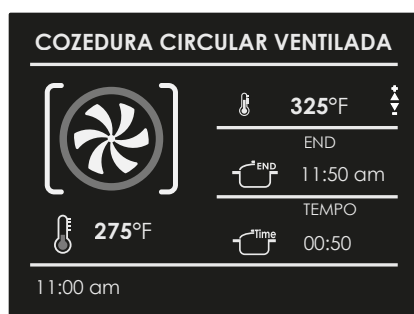 COZEDURA CIRCULAR VENTILADA
325°F
END
END
11:50 am
275°F
TEMPO
Time
00:50
11:00 am